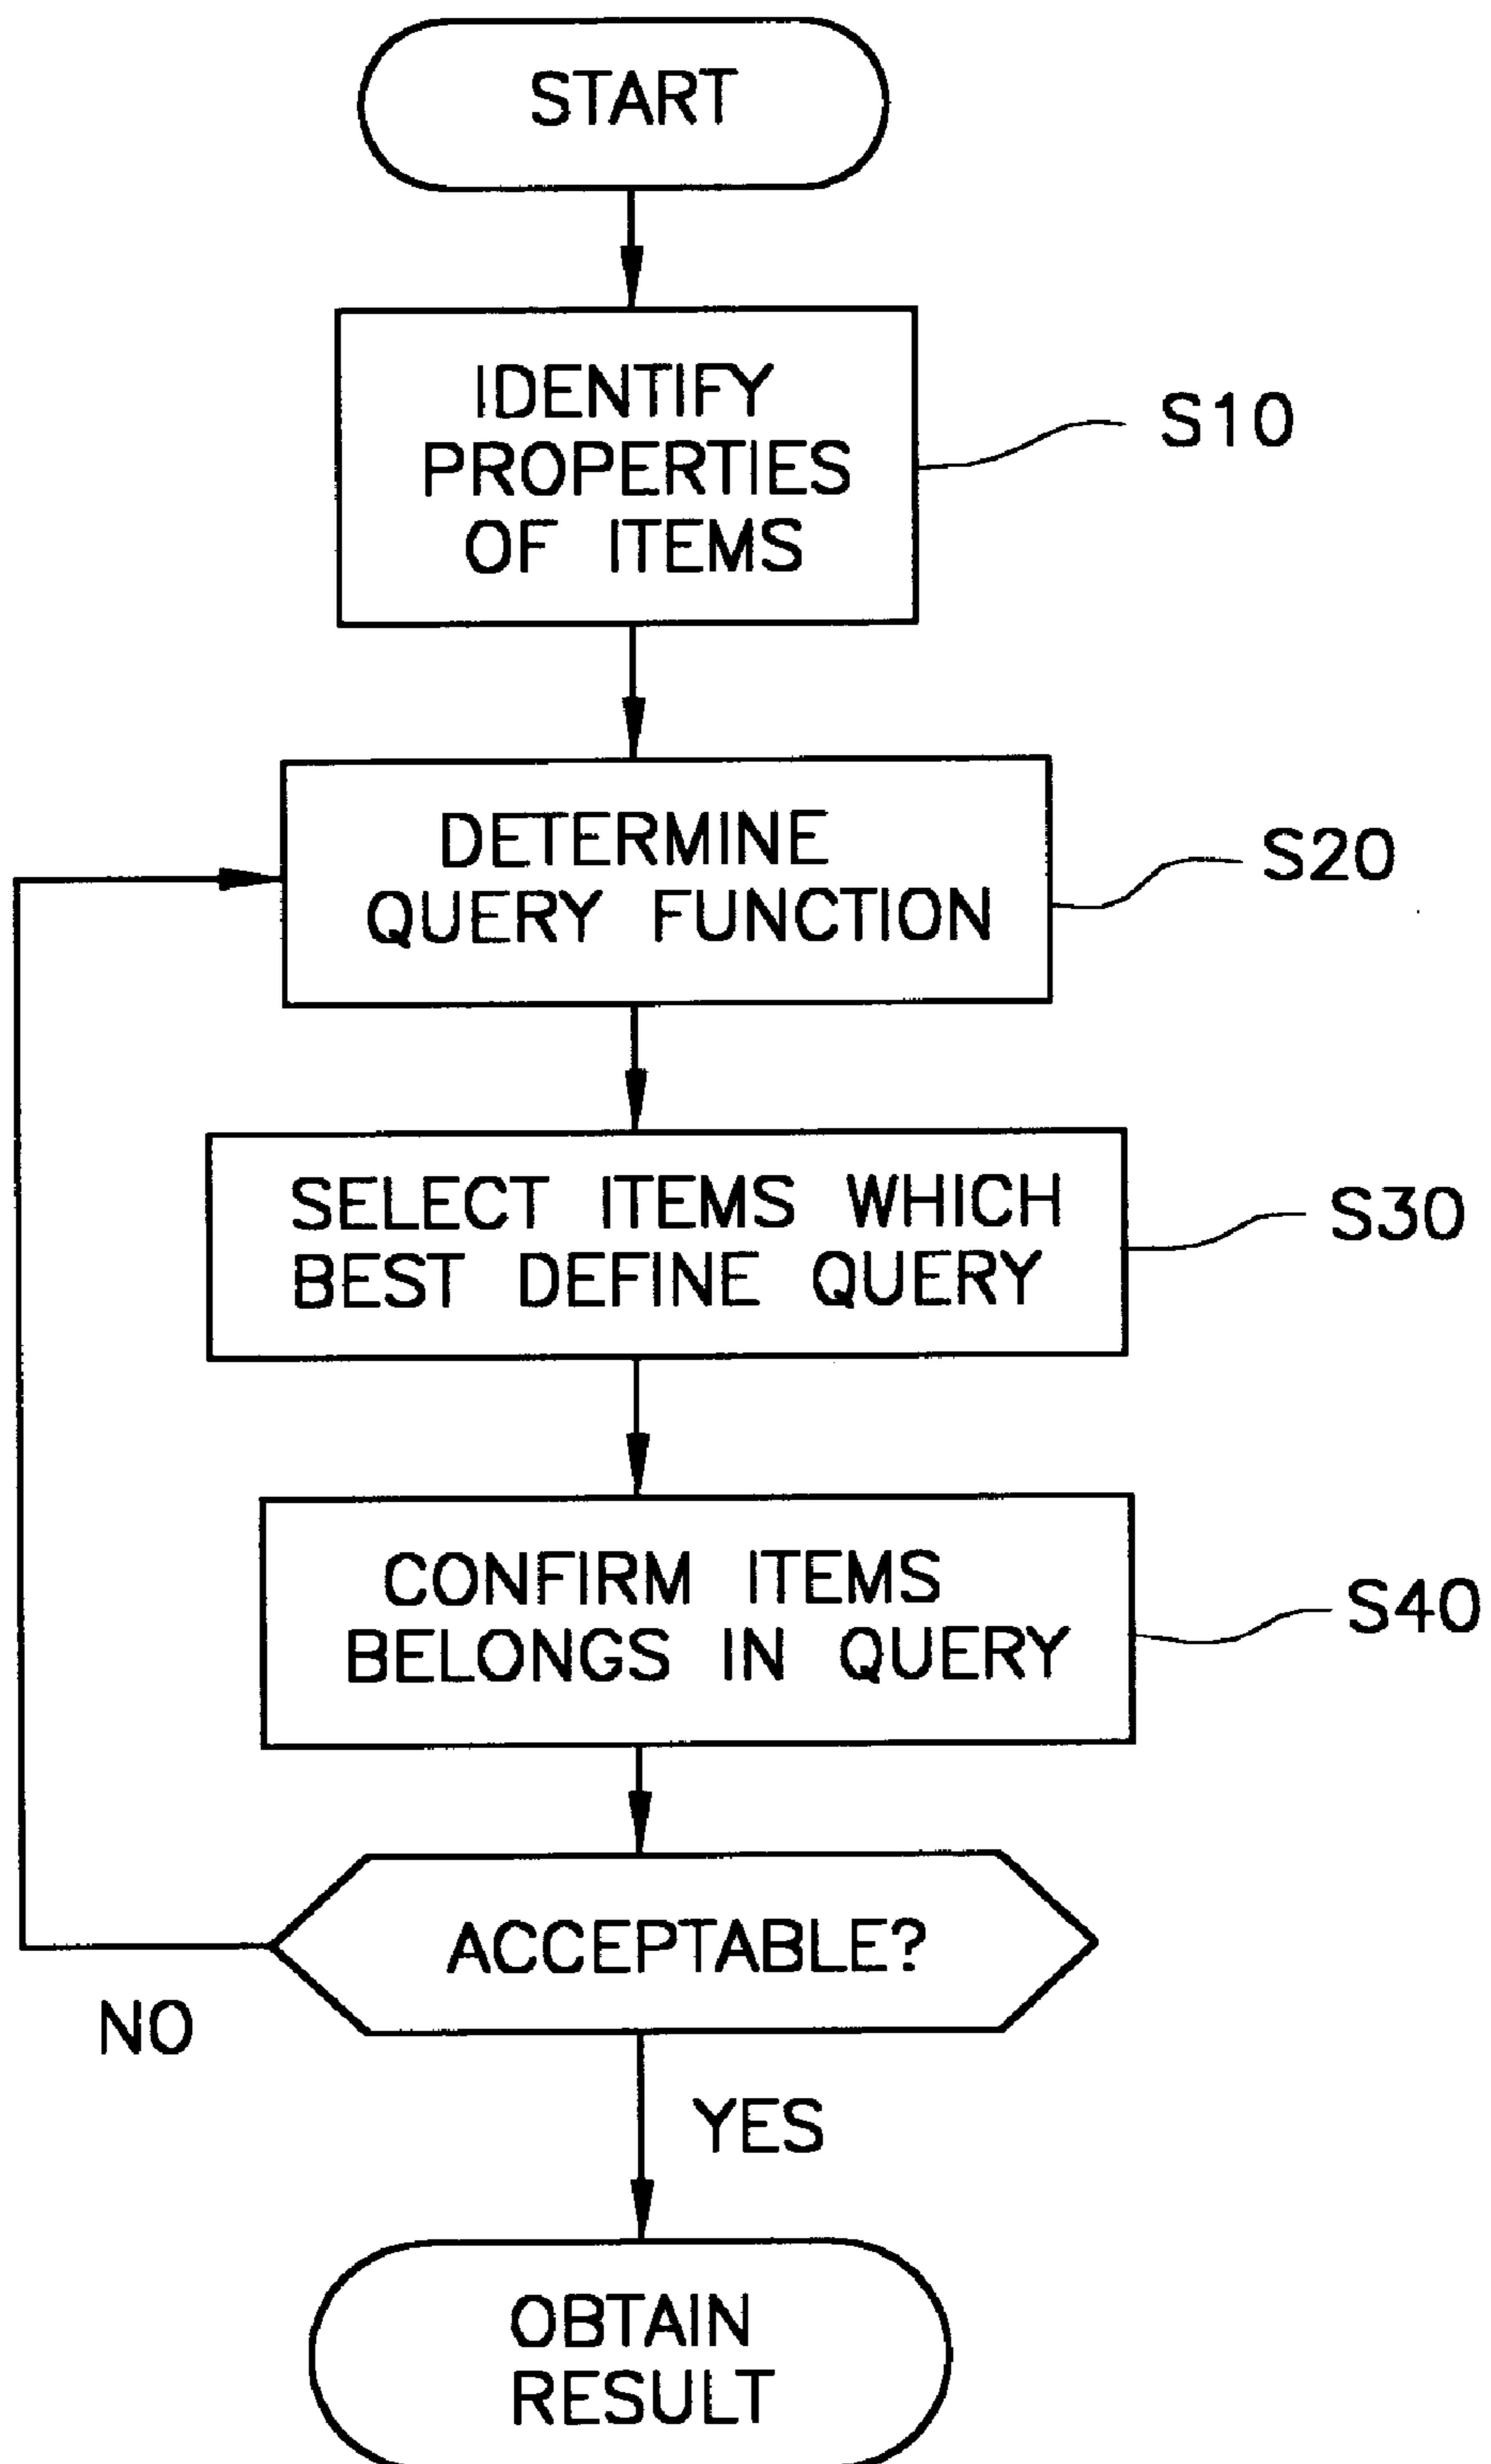 START
IDENTIFY
PROPERTIES
OF ITEMS
S10
DETERMINE
QUERY FUNCTION
S20
SELECT ITEMS WHICH
BEST DEFINE QUERY
S30
CONFIRM ITEMS
BELONGS IN QUERY
S40
ACCEPTABLE?
NO
YES
OBTAIN
RESULT